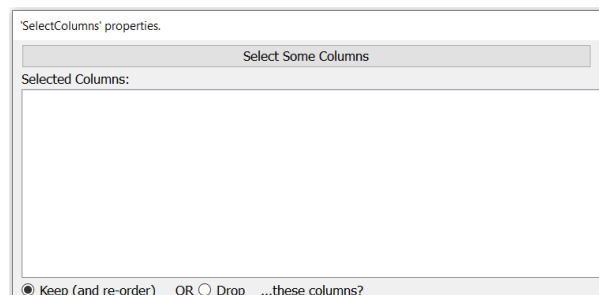 'SelectColumns' properties.
Select Some Columns
Selected Columns:
Keep (and re-order) OR Drop ...these columns?